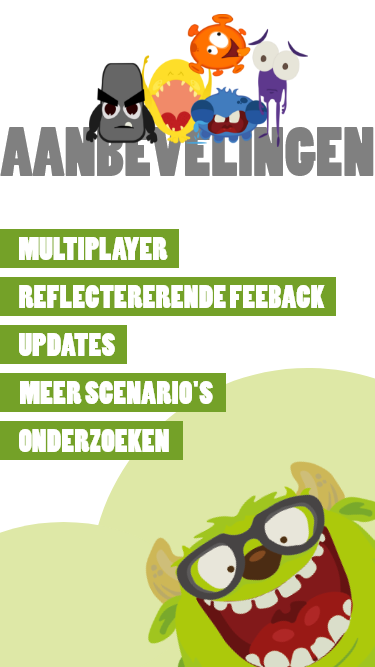 AANBEVELINGEN
MULTIPLAYER
REFLECTERERENDE FEEBACK
UPDATES
MEER SCENARIO'S
ONDERZOEKEN